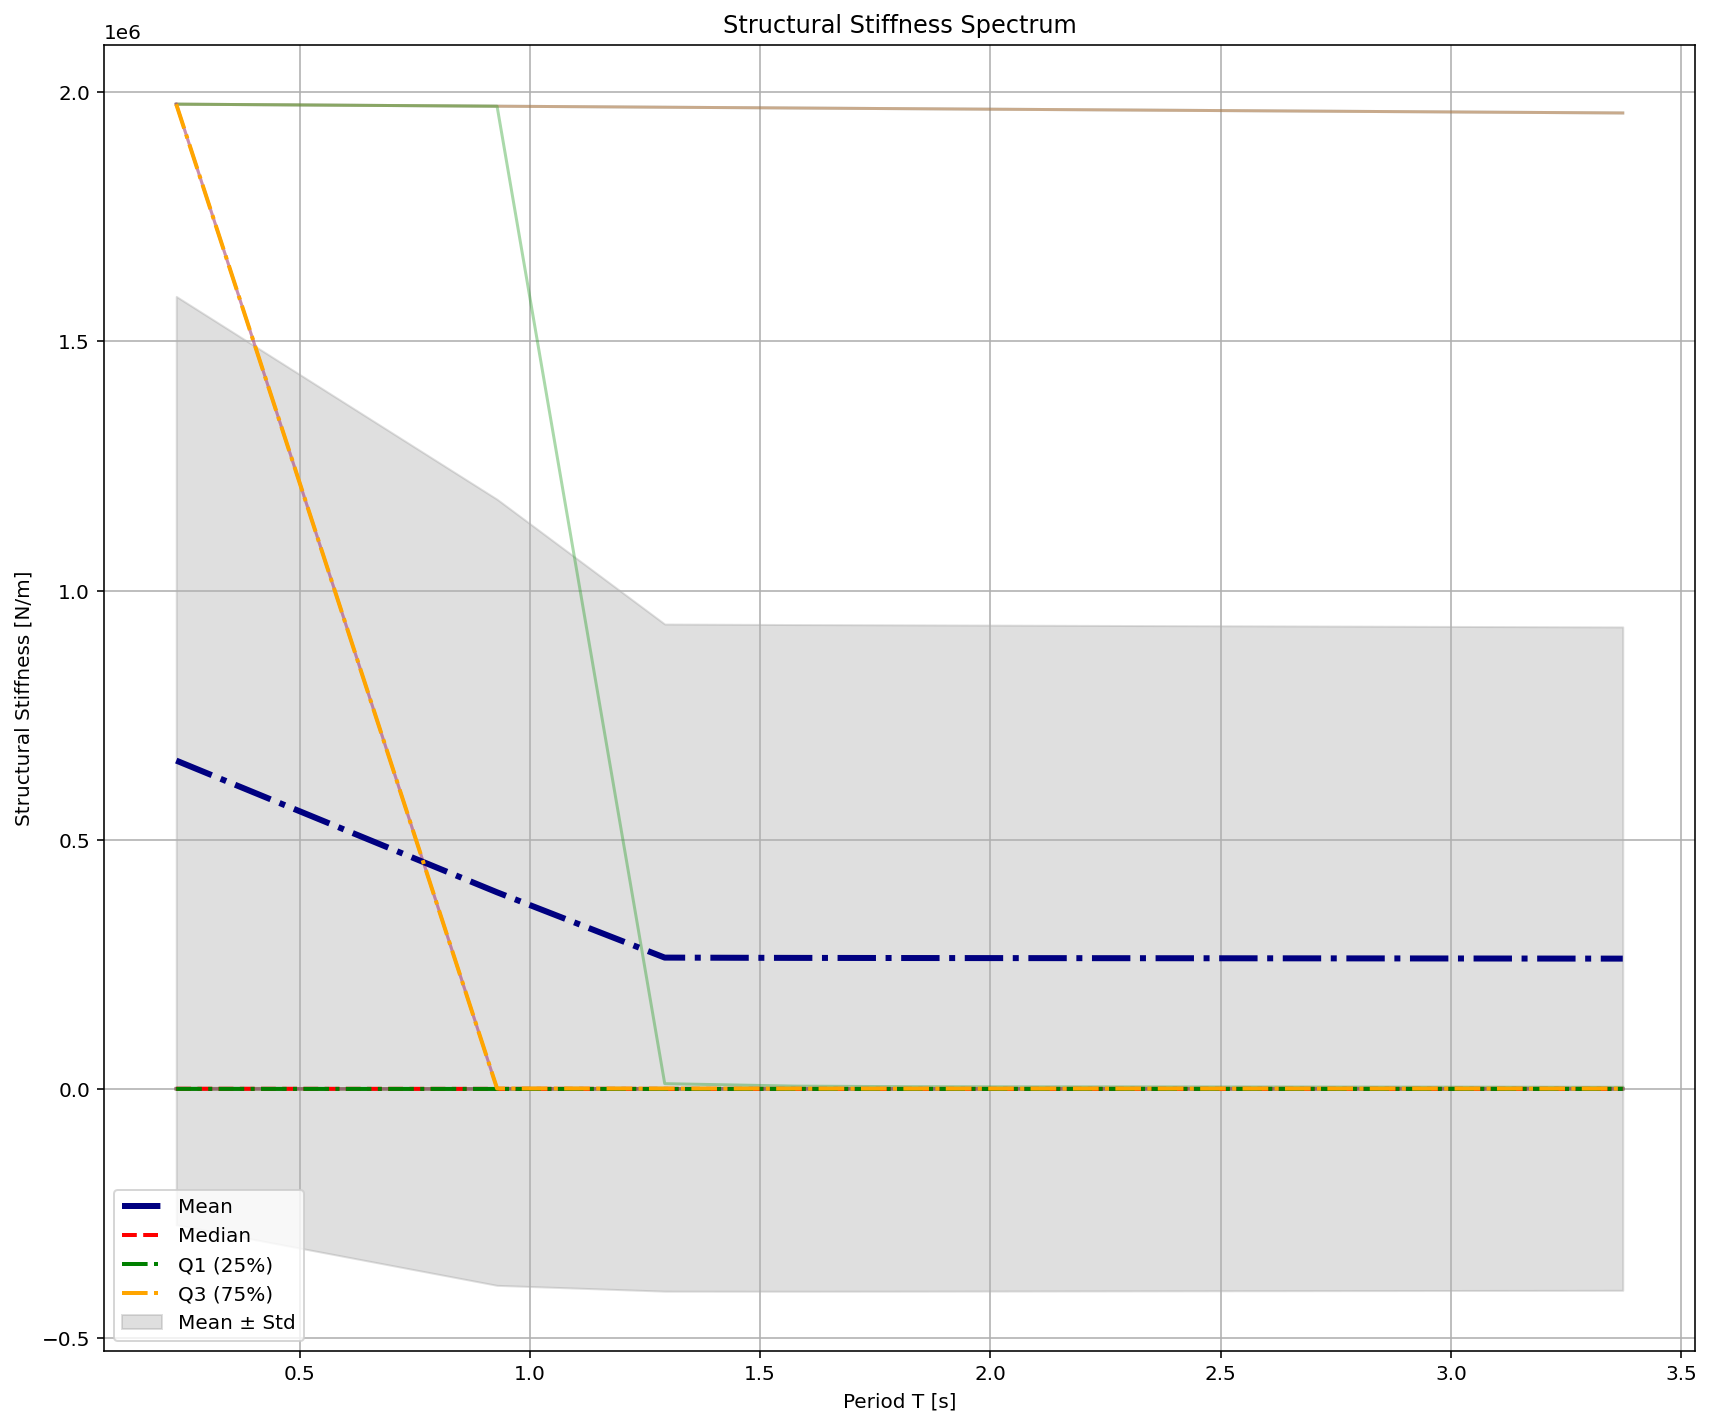 Structural Stiffness Spectrum
1e6
2.0
1.5
1.0
0.5
0.0
−0.5
Structural Stiffness [N/m]
Mean
Median
Q1 (25%)
Q3 (75%)
Mean ± Std
0.5 1.0 1.5 2.0 2.5 3.0 3.5
Period T [s]